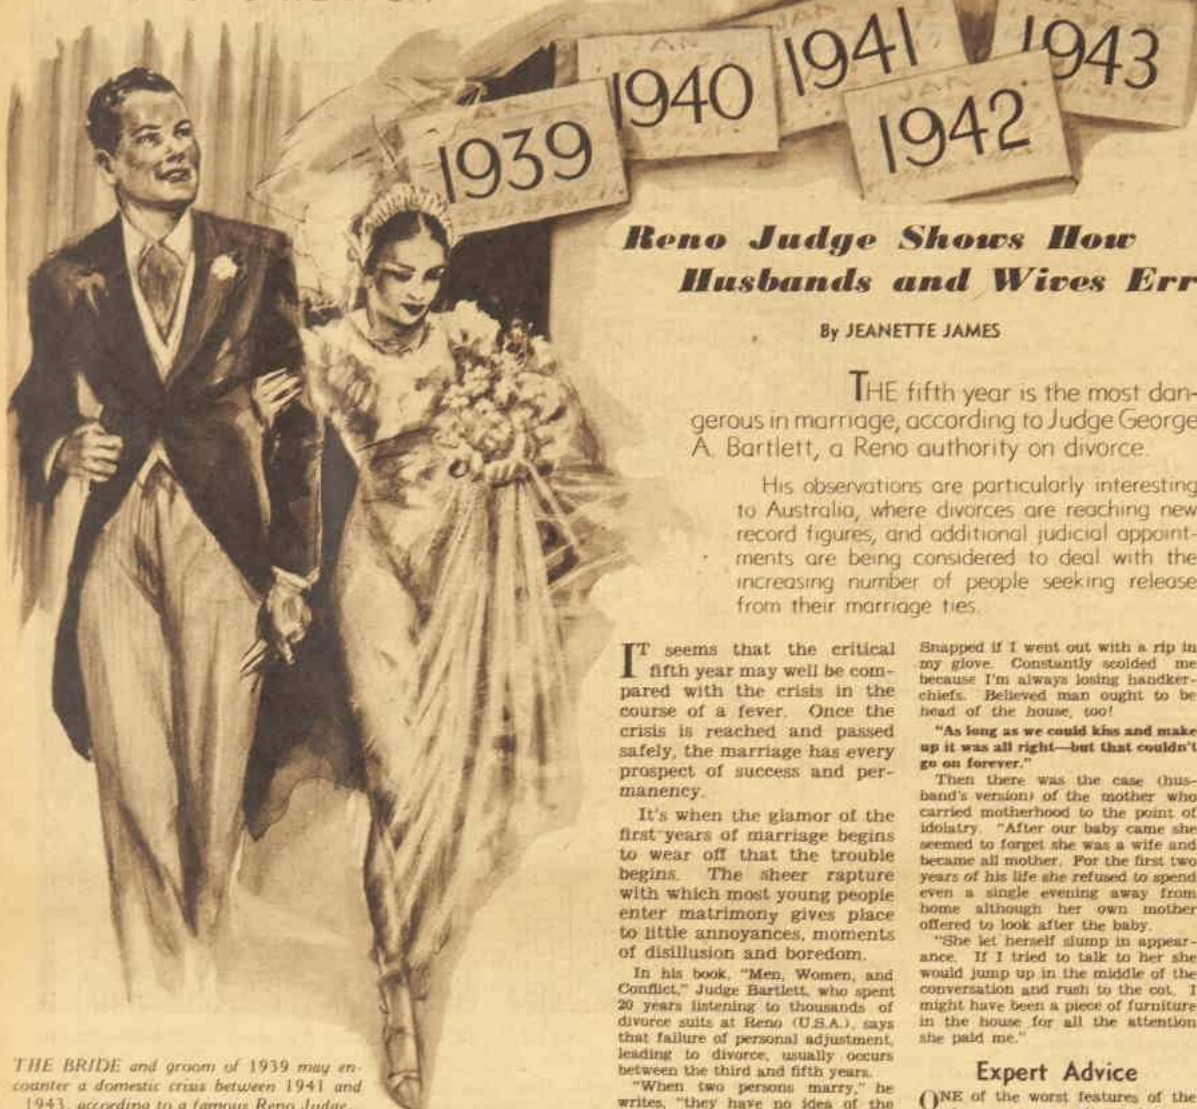 1939
1940
1941
1942
1943
Reno Judge Shows How
Husbands and Wives Err
By JEANETTE JAMES
THE fifth year is the most dan-
gerous in marriage, according to Judge George
A. Bartlett, a Reno authority on divorce.
His observations are particularly interesting
to Australia, where divorces are reaching new
record figures, and additional judicial appoint-
ments are being considered to deal with the
increasing number of people seeking release
from their marriage ties.
IT seems that the critical
fifth year may well be com-
pared with the crisis in the
course of a fever. Once the
crisis is reached and passed
safely, the marriage has every
prospect of success and per-
manency.
It's when the glamor of the
first years of marriage begins
to wear off that the trouble
begins. The sheer rapture
with which most young people
enter matrimony gives place
to little annoyances, moments
of disillusion and boredom.
In his book, "Men, Women, and
Conflict," Judge Bartlett, who spent
20 years listening to thousands of
divorce suits at Reno (U.S.A.), says
that failure of personal adjustment,
leading to divorce, usually occurs
between the third and fifth years.
"When two persons marry," he
writes, "they have no idea of the
Snapped if I went out with a rip in
my glove. Constantly scolded me
because I'm always losing handker-
chiefs. Believed man ought to be
head of the house, too!
"As long as we could kiss and make
up it was all right—but that couldn't
go on forever."
Then there was the case (hus-
band's version) of the mother who
carried motherhood to the point of
idolatry. "After our baby came she
seemed to forget she was a wife and
became all mother. For the first two
years of his life she refused to spend
even a single evening away from
home although her own mother
offered to look after the baby.
"She let herself slump in appear-
ance. If I tried to talk to her she
would jump up in the middle of the
conversation and rush to the cot. I
might have been a piece of furniture
in the house for all the attention
she paid me."
Expert Advice
ONE of the worst features of the
THE BRIDE and groom of 1939 may en-
counter a domestic crisis between 1941 and
1943, according to a famous Reno Judge.